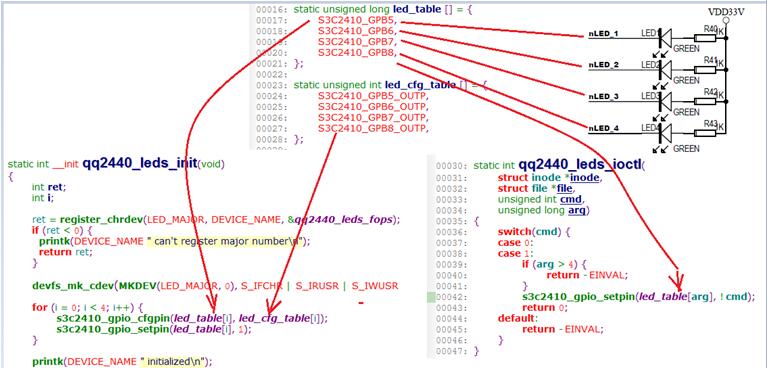 00016: static unsigned long led_table [] = {
00017: S3C2410_GPB5,
00018: S3C2410_GPB6,
00019: S3C2410_GPB7,
00020: S3C2410_GPB8,
00021: };
00022:
00023: static unsigned int led_cfg_table [] = {
00024: S3C2410_GPB5_OUTP,
00025: S3C2410_GPB6_OUTP,
00026: S3C2410_GPB7_OUTP,
00027: S3C2410_GPB8_OUTP,
00028: };
VDD33V
nLED_1 LED1 R40 1K
GREEN
nLED_2 LED2 R41 1K
GREEN
nLED_3 LED3 R42 1K
GREEN
nLED_4 LED4 R43 1K
GREEN
static int __init qq2440_leds_init(void)
{
int ret;
int i;
ret = register_chrdev(LED_MAJOR, DEVICE_NAME, &qq2440_leds_fops);
if (ret < 0) {
printk(DEVICE_NAME " can't register major number\n");
return ret;
}
devfs_mk_cdev(MKDEV(LED_MAJOR, 0), S_IFCHR | S_IRUSR | S_IWUSR
for (i = 0; i < 4; i++) {
s3c2410_gpio_cfgpin(led_table[i], led_cfg_table[i]);
s3c2410_gpio_setpin(led_table[i], 1);
}
printk(DEVICE_NAME " initialized\n");
00030: static int qq2440_leds_ioctl(
00031: struct inode *inode,
00032: struct file *file,
00033: unsigned int cmd,
00034: unsigned long arg)
00035: {
00036: switch(cmd) {
00037: case 0:
00038: case 1:
00039: if (arg > 4) {
00040: return -EINVAL;
00041: }
00042: s3c2410_gpio_setpin(led_table[arg], !cmd);
00043: return 0;
00044: default:
00045: return -EINVAL;
00046: }
00047: }